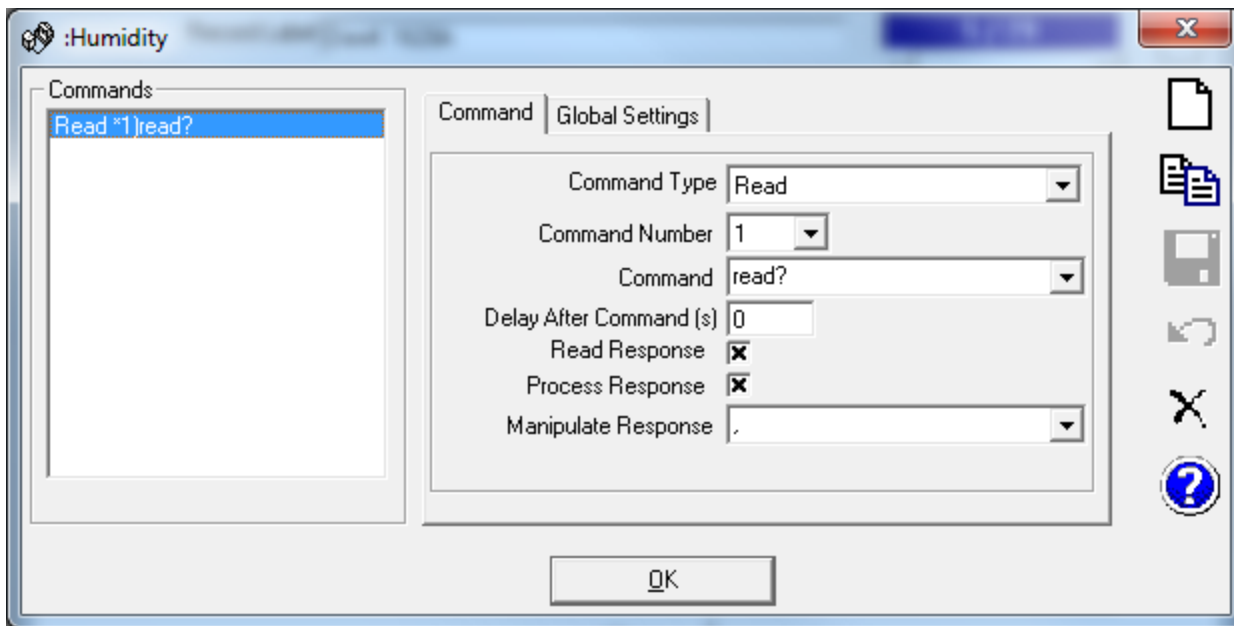 :Humidity
Commands
Read *1)read?
Command
Global Settings
Command Type Read
Command Number 1
Command read?
Delay After Command (s) 0
Read Response
Process Response
Manipulate Response ,
OK